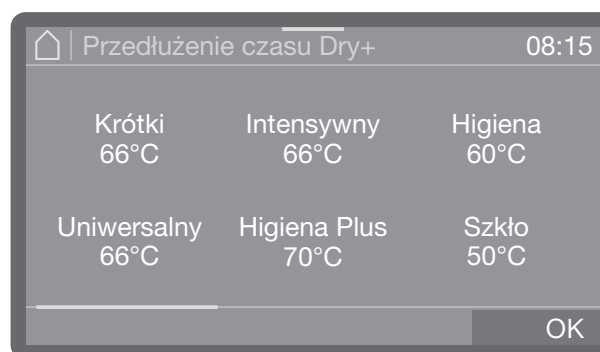 Przedłużenie czasu Dry+ 08:15
Krótki Intensywny Higiena
66°C 66°C 60°C
Uniwersalny Higiena Plus Szkło
66°C 70°C 50°C
OK